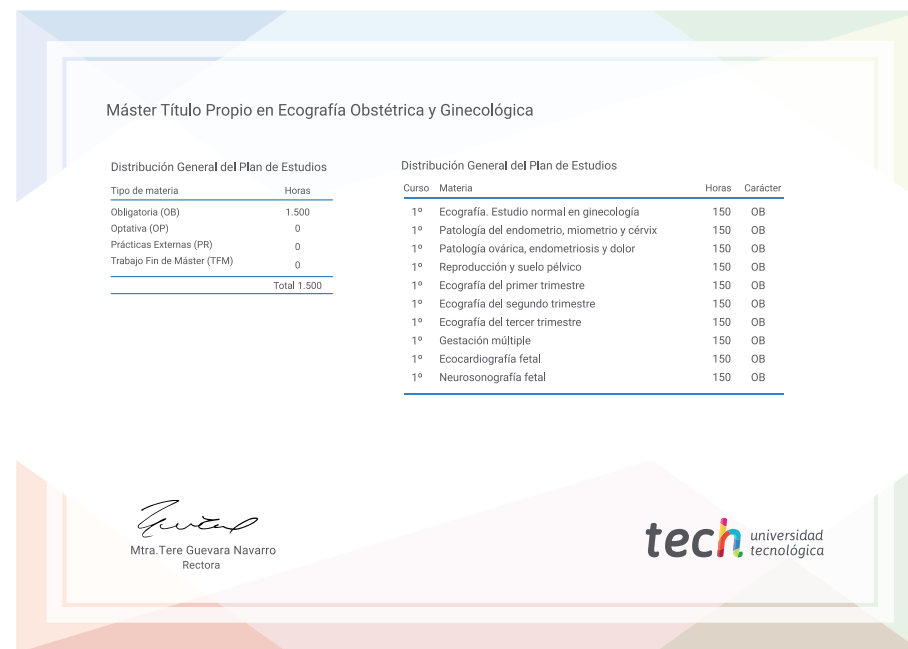 Máster Título Propio en Ecografía Obstétrica y Ginecológica
Distribución General del Plan de Estudios
Tipo de materia Horas
Obligatoria (OB) 1.500
Optativa (OP) 0
Prácticas Externas (PR) 0
Trabajo Fin de Máster (TFM) 0
Total 1.500
Distribución General del Plan de Estudios
Curso Materia Horas Carácter
1º Ecografía. Estudio normal en ginecología 150 OB
1º Patología del endometrio, miometrio y cérvix 150 OB
1º Patología ovárica, endometriosis y dolor 150 OB
1º Reproducción y suelo pélvico 150 OB
1º Ecografía del primer trimestre 150 OB
1º Ecografía del segundo trimestre 150 OB
1º Ecografía del tercer trimestre 150 OB
1º Gestación múltiple 150 OB
1º Ecocardiografía fetal 150 OB
1º Neurosonografía fetal 150 OB
Mtra.Tere Guevara Navarro
Rectora
tech universidad
tecnológica